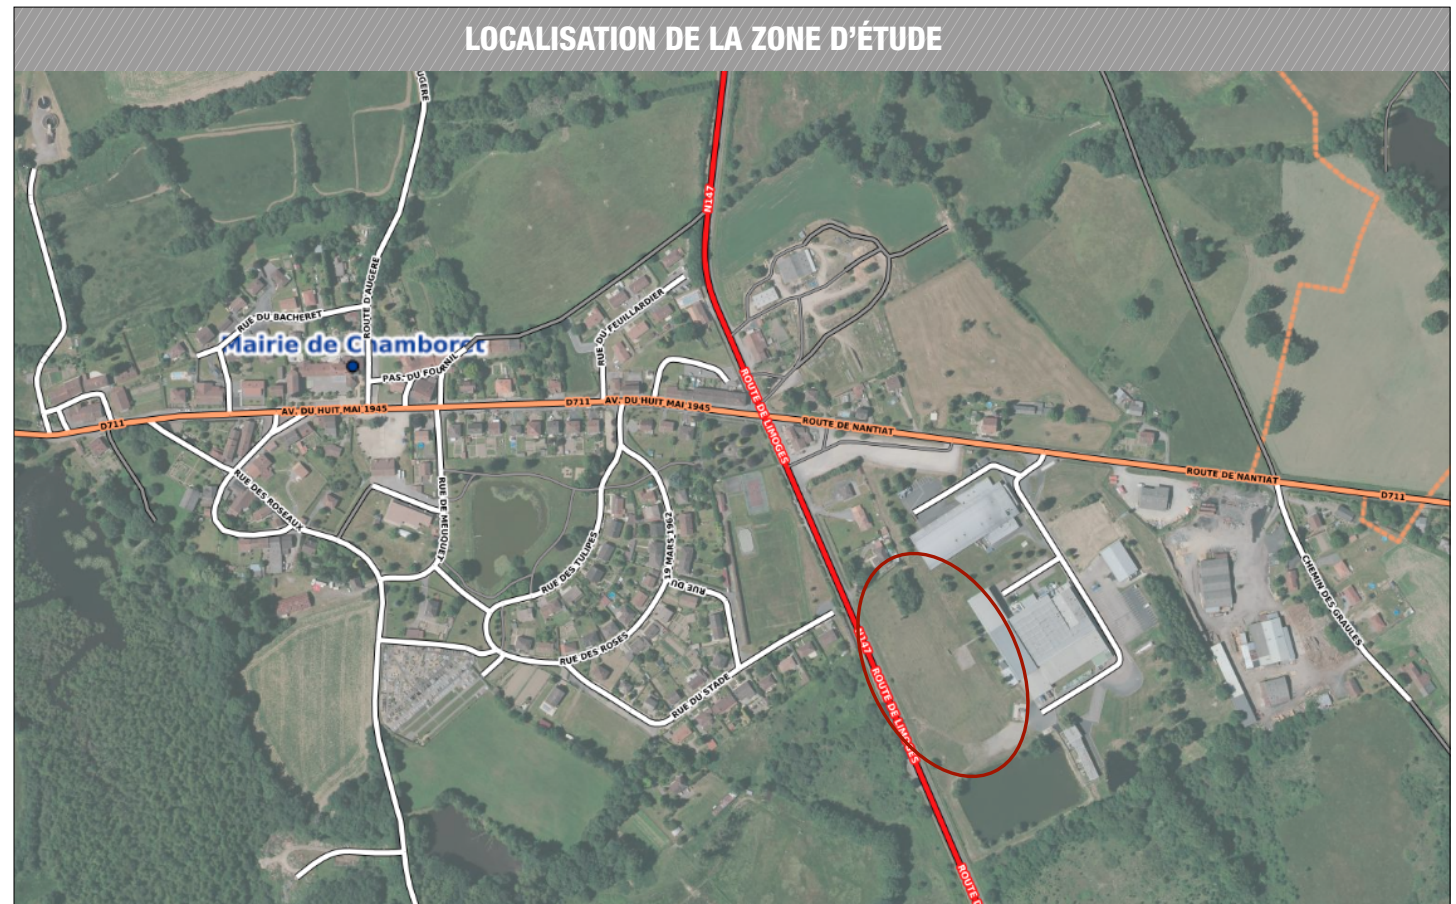 LOCALISATION DE LA ZONE D'ÉTUDE
UGÈRE
N147
ROUTE D'AUGERE
RUE DU BACHERET
RUE DU FEUILLARDIER
Mairie de Chamboret
PAS. DU FOURNIL
ROUTE DE LIMOGES
D711
AV. DU HUIT MAI 1945
D711
AV. DU HUIT MAI 1945
ROUTE DE NANTIAT
ROUTE DE NANTIAT
D711
RUE DES ROSEAUX
RUE DE MEUQUET
RUE DES TULIPES
19 MARS 1962
RUE DU
CHEMIN DES GRAULES
RUE DES ROSES
N147
ROUTE DE LIMOGES
RUE DU STADE
ROUTE D